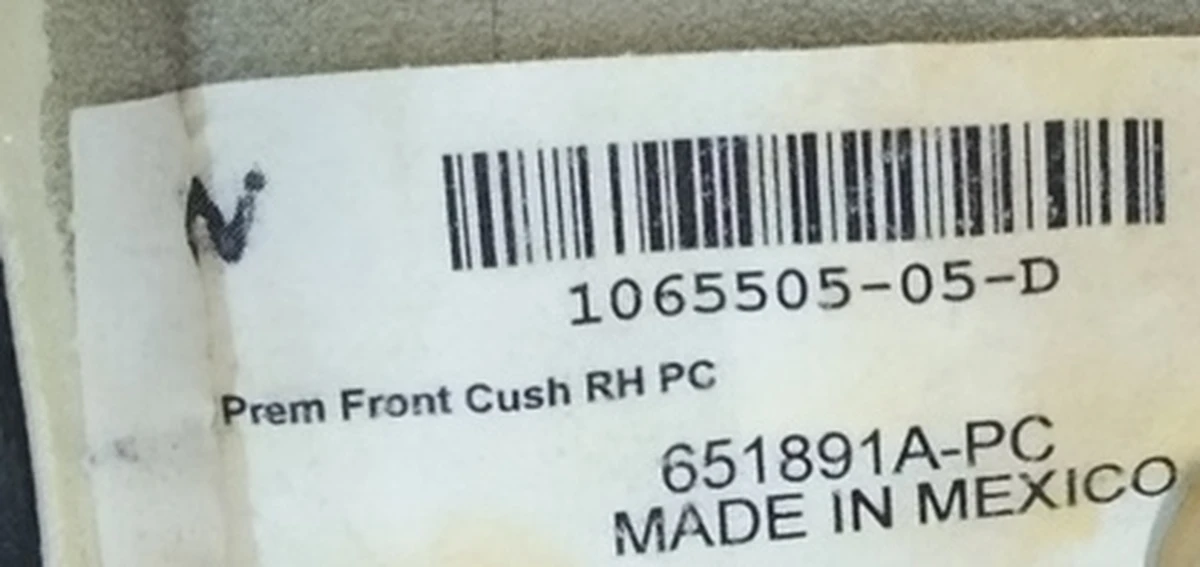 N
1065505-05-D
Prem Front Cush RH PC
651891A-PC
MADE IN MEXICO